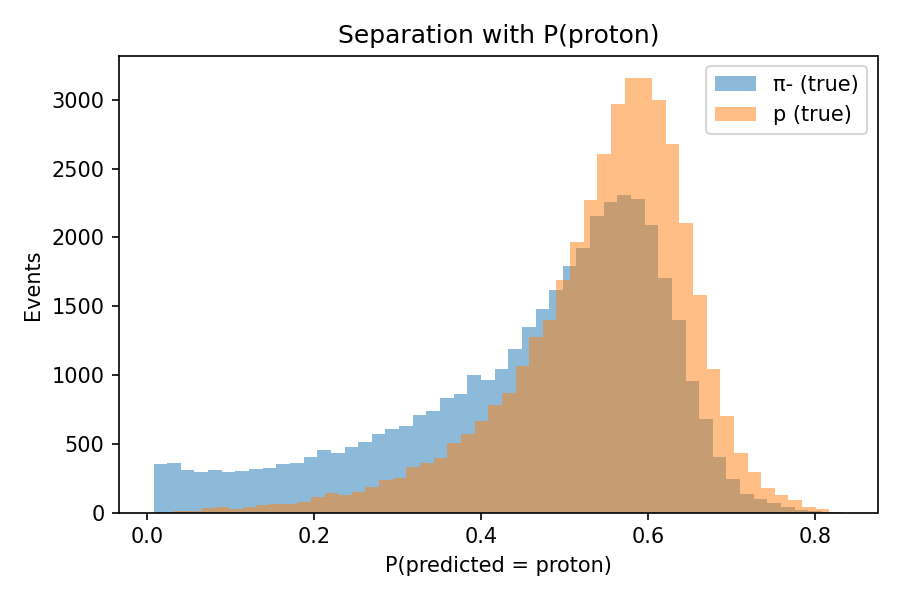 Separation with P(proton)
π- (true)
p (true)
Events
3000
2500
2000
1500
1000
500
0
0.0 0.2 0.4 0.6 0.8
P(predicted = proton)